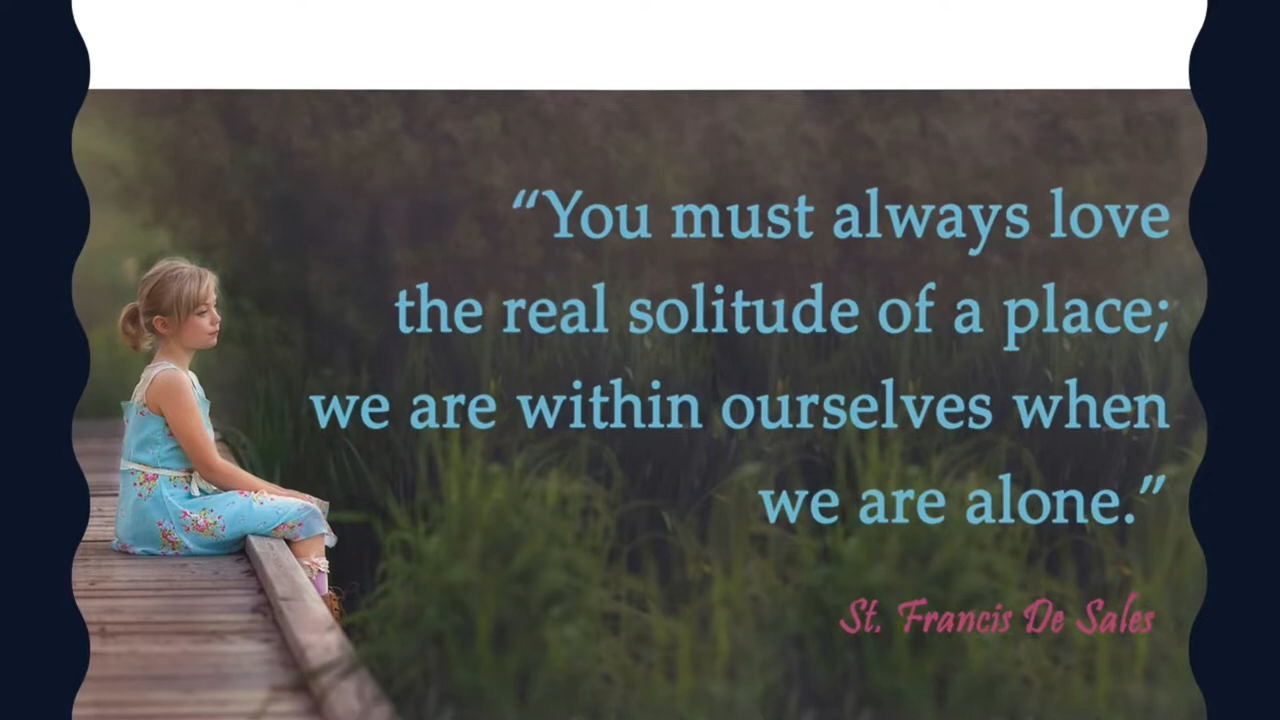 “You must always love
the real solitude of a place;
we are within ourselves when
we are alone.”
St. Francis De Sales